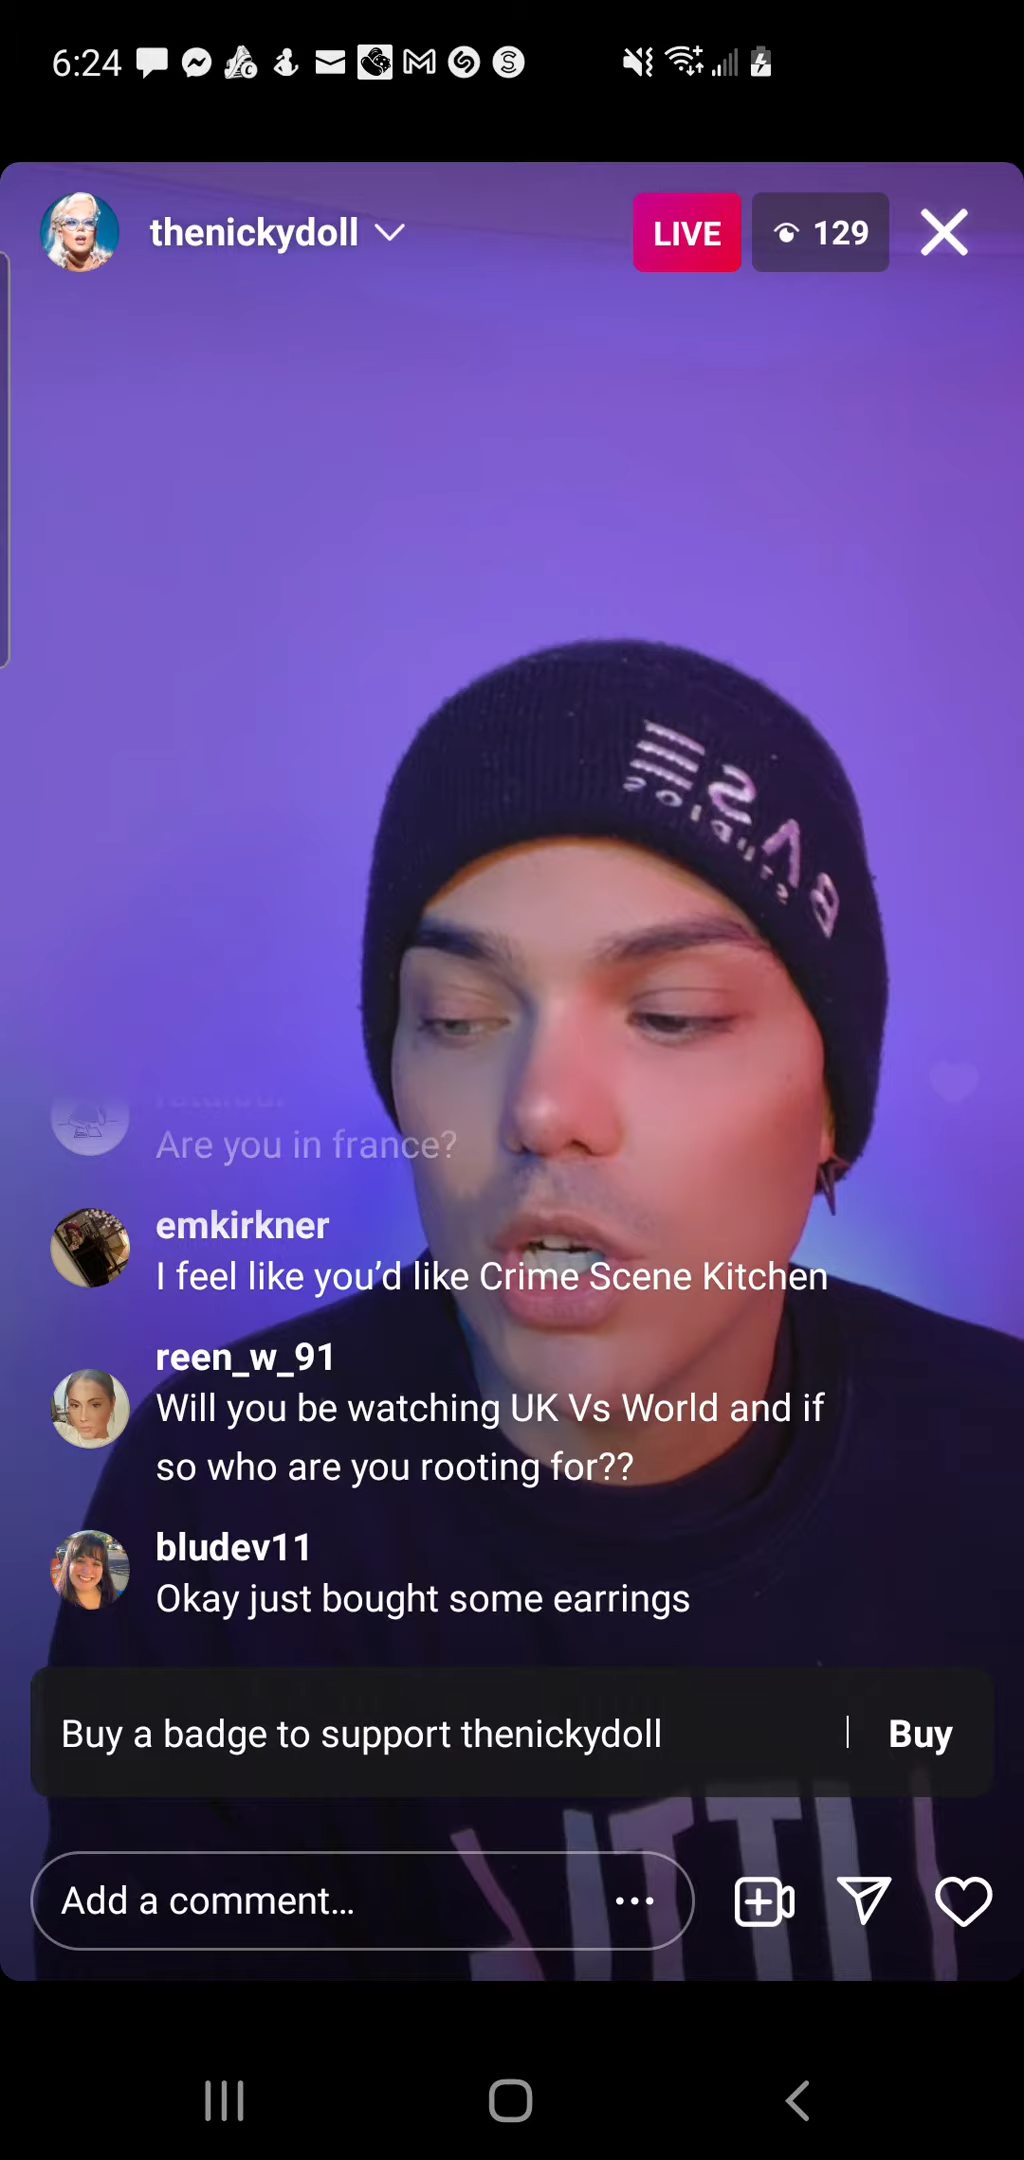 6:24
thenickydoll
LIVE
129
Are you in france?
emkirkner
I feel like you’d like Crime Scene Kitchen
reen_w_91
Will you be watching UK Vs World and if
so who are you rooting for??
bludev11
Okay just bought some earrings
Buy a badge to support thenickydoll
Buy
Add a comment...
BASE
STUDIOS